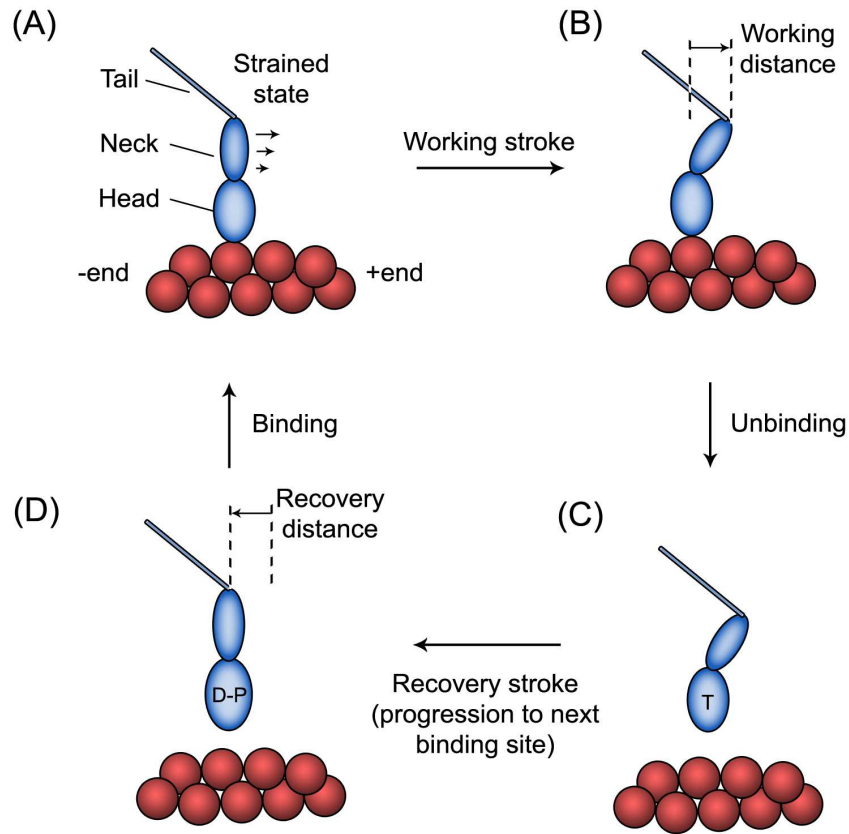 (A)
Tail
Strained
state
Neck
Head
-end
+end
Working stroke
(B)
Working
distance
Unbinding
Binding
(D)
Recovery
distance
D-P
Recovery stroke
(progression to next
binding site)
(C)
T